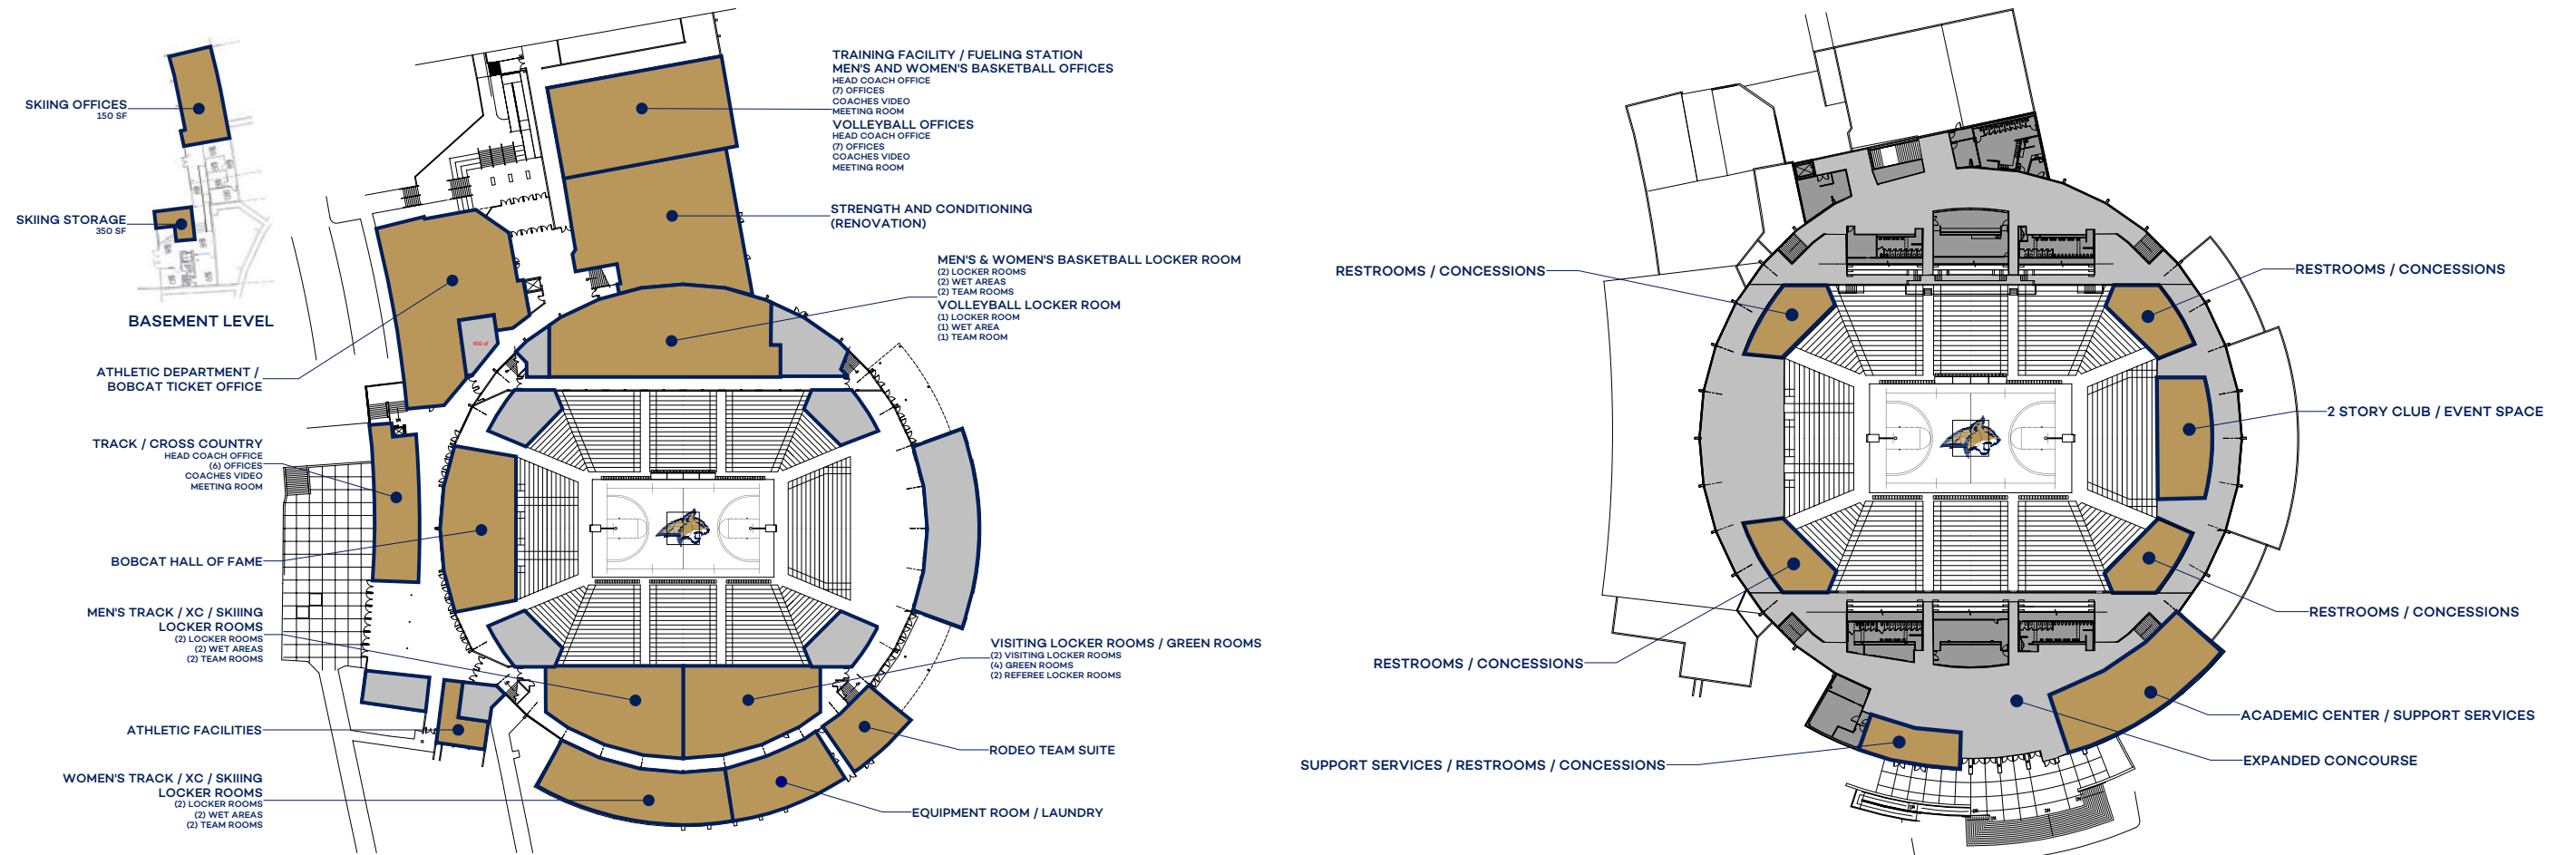 SKIING OFFICES
150 SF
SKIING STORAGE
350 SF
BASEMENT LEVEL
ATHLETIC DEPARTMENT /
BOBCAT TICKET OFFICE
600 sf
TRACK / CROSS COUNTRY
HEAD COACH OFFICE
(6) OFFICES
COACHES VIDEO
MEETING ROOM
BOBCAT HALL OF FAME
MEN'S TRACK / XC / SKIIING
LOCKER ROOMS
(2) LOCKER ROOMS
(2) WET AREAS
(2) TEAM ROOMS
ATHLETIC FACILITIES
WOMEN'S TRACK / XC / SKIIING
LOCKER ROOMS
(2) LOCKER ROOMS
(2) WET AREAS
(2) TEAM ROOMS
TRAINING FACILITY / FUELING STATION
MEN'S AND WOMEN'S BASKETBALL OFFICES
HEAD COACH OFFICE
(7) OFFICES
COACHES VIDEO
MEETING ROOM
VOLLEYBALL OFFICES
HEAD COACH OFFICE
(7) OFFICES
COACHES VIDEO
MEETING ROOM
STRENGTH AND CONDITIONING
(RENOVATION)
MEN'S & WOMEN'S BASKETBALL LOCKER ROOM
(2) LOCKER ROOMS
(2) WET AREAS
(2) TEAM ROOMS
VOLLEYBALL LOCKER ROOM
(1) LOCKER ROOM
(1) WET AREA
(1) TEAM ROOM
VISITING LOCKER ROOMS / GREEN ROOMS
(2) VISITING LOCKER ROOMS
(4) GREEN ROOMS
(2) REFEREE LOCKER ROOMS
RODEO TEAM SUITE
EQUIPMENT ROOM / LAUNDRY
RESTROOMS / CONCESSIONS
RESTROOMS / CONCESSIONS
2 STORY CLUB / EVENT SPACE
RESTROOMS / CONCESSIONS
RESTROOMS / CONCESSIONS
ACADEMIC CENTER / SUPPORT SERVICES
EXPANDED CONCOURSE
SUPPORT SERVICES / RESTROOMS / CONCESSIONS